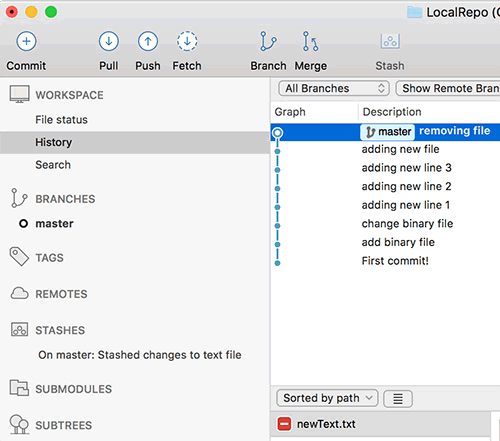 LocalRepo (
Commit Pull Push Fetch Branch Merge Stash
All Branches Show Remote Bran
WORKSPACE
File status
History
Search
BRANCHES
master
TAGS
REMOTES
STASHES
On master: Stashed changes to text file
SUBMODULES
SUBTREES
Graph Description
master removing file
adding new file
adding new line 3
adding new line 2
adding new line 1
change binary file
add binary file
First commit!
Sorted by path
newText.txt